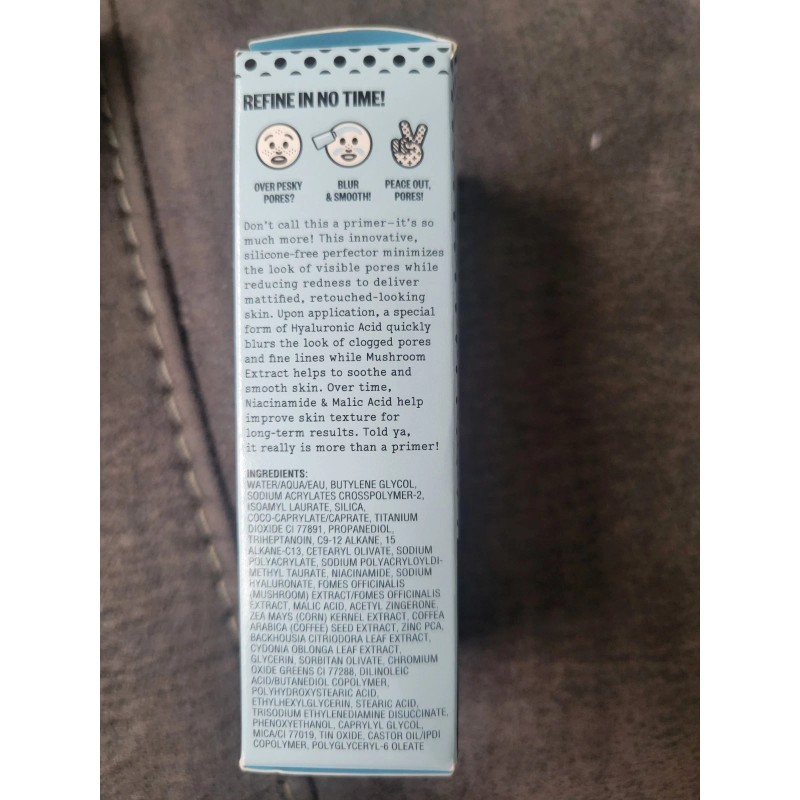 REFINE IN NO TIME!
OVER PESKY PORES?
BLUR & SMOOTH!
PEACE OUT, PORES!
Don't call this a primer—it's so
much more! This innovative,
silicone-free perfector minimizes
the look of visible pores while
reducing redness to deliver
mattified, retouched-looking
skin. Upon application, a special
form of Hyaluronic Acid quickly
blurs the look of clogged pores
and fine lines while Mushroom
Extract helps to soothe and
smooth skin. Over time,
Niacinamide & Malic Acid help
improve skin texture for
long-term results. Told ya,
it really is more than a primer!
INGREDIENTS:
WATER/AQUA/EAU, BUTYLENE GLYCOL,
SODIUM ACRYLATES CROSSPOLYMER-2,
ISOAMYL LAURATE, SILICA,
COCO-CAPRYLATE/CAPRATE, TITANIUM
DIOXIDE CI 77891, PROPANEDIOL,
TRIHEPTANOIN, C9-12 ALKANE, 15
ALKANE-C13, CETEARYL OLIVATE, SODIUM
POLYACRYLATE, SODIUM POLYACRYLOYLDI-
METHYL TAURATE, NIACINAMIDE, SODIUM
HYALURONATE, FOMES OFFICINALIS
(MUSHROOM) EXTRACT/FOMES OFFICINALIS
EXTRACT, MALIC ACID, ACETYL ZINGERONE,
ZEA MAYS (CORN) KERNEL EXTRACT, COFFEA
ARABICA (COFFEE) SEED EXTRACT, ZINC PCA,
BACKHOUSIA CITRIODORA LEAF EXTRACT,
CYDONIA OBLONGA LEAF EXTRACT,
GLYCERIN, SORBITAN OLIVATE, CHROMIUM
OXIDE GREENS CI 77288, DILINOLEIC
ACID/BUTANEDIOL COPOLYMER,
POLYHYDROXYSTEARIC ACID,
ETHYLHEXYLGLYCERIN, STEARIC ACID,
TRISODIUM ETHYLENEDIAMINE DISUCCINATE,
PHENOXYETHANOL, CAPRYLYL GLYCOL,
MICA/CI 77019, TIN OXIDE, CASTOR OIL/IPDI
COPOLYMER, POLYGLYCERYL-6 OLEATE